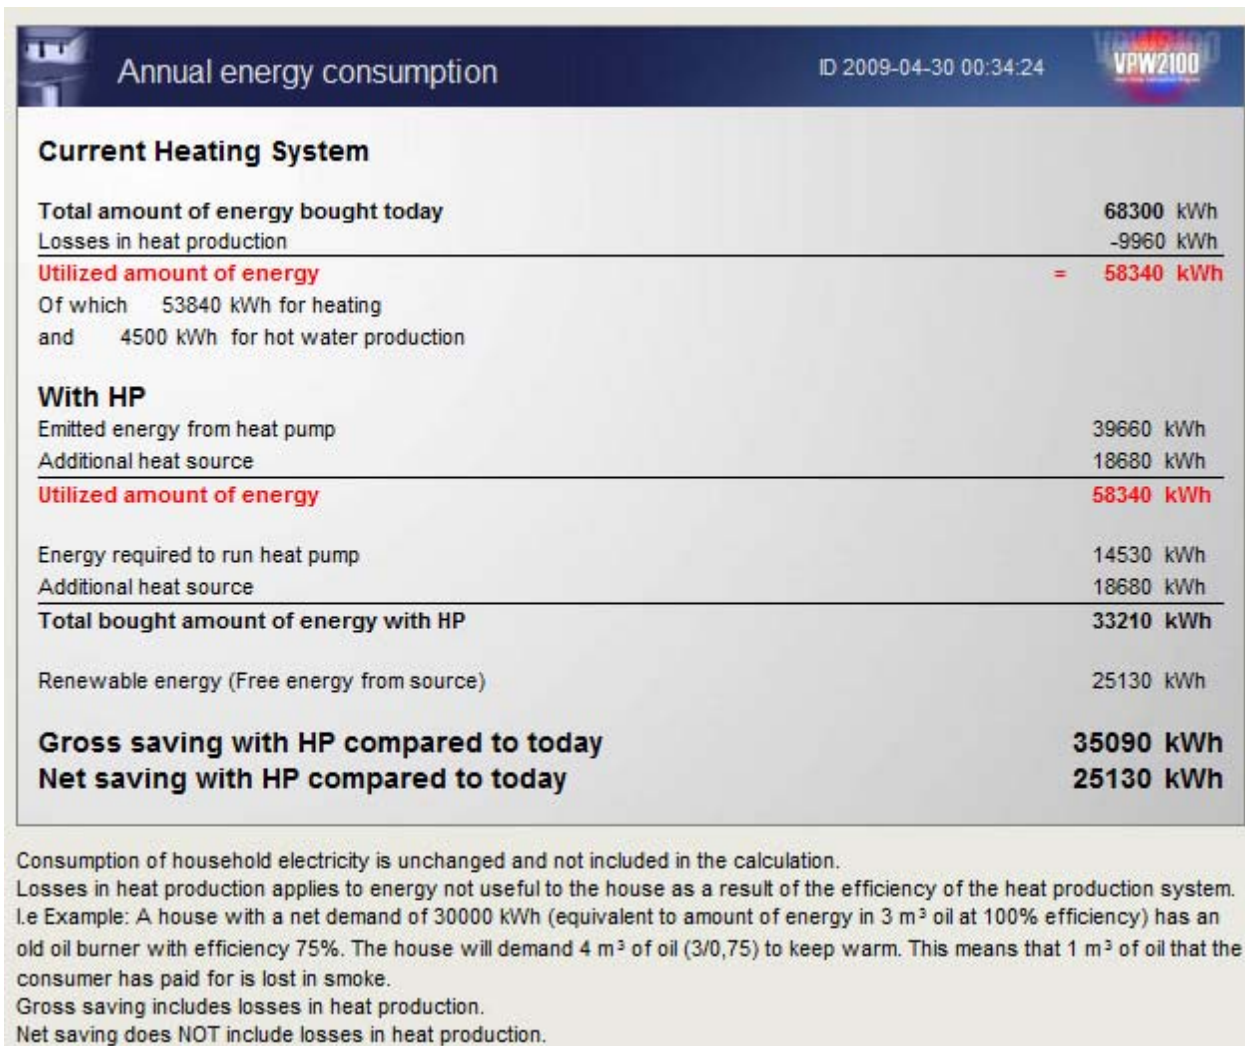 Annual energy consumption ID 2009-04-30 00:34:24 VPW2100
Current Heating System
Total amount of energy bought today 68300 kWh
Losses in heat production -9960 kWh
Utilized amount of energy = 58340 kWh
Of which 53840 kWh for heating
and 4500 kWh for hot water production
With HP
Emitted energy from heat pump 39660 kWh
Additional heat source 18680 kWh
Utilized amount of energy 58340 kWh
Energy required to run heat pump 14530 kWh
Additional heat source 18680 kWh
Total bought amount of energy with HP 33210 kWh
Renewable energy (Free energy from source) 25130 kWh
Gross saving with HP compared to today 35090 kWh
Net saving with HP compared to today 25130 kWh
Consumption of household electricity is unchanged and not included in the calculation.
Losses in heat production applies to energy not useful to the house as a result of the efficiency of the heat production system.
I.e Example: A house with a net demand of 30000 kWh (equivalent to amount of energy in 3 m³ oil at 100% efficiency) has an
old oil burner with efficiency 75%. The house will demand 4 m³ of oil (3/0,75) to keep warm. This means that 1 m³ of oil that the
consumer has paid for is lost in smoke.
Gross saving includes losses in heat production.
Net saving does NOT include losses in heat production.